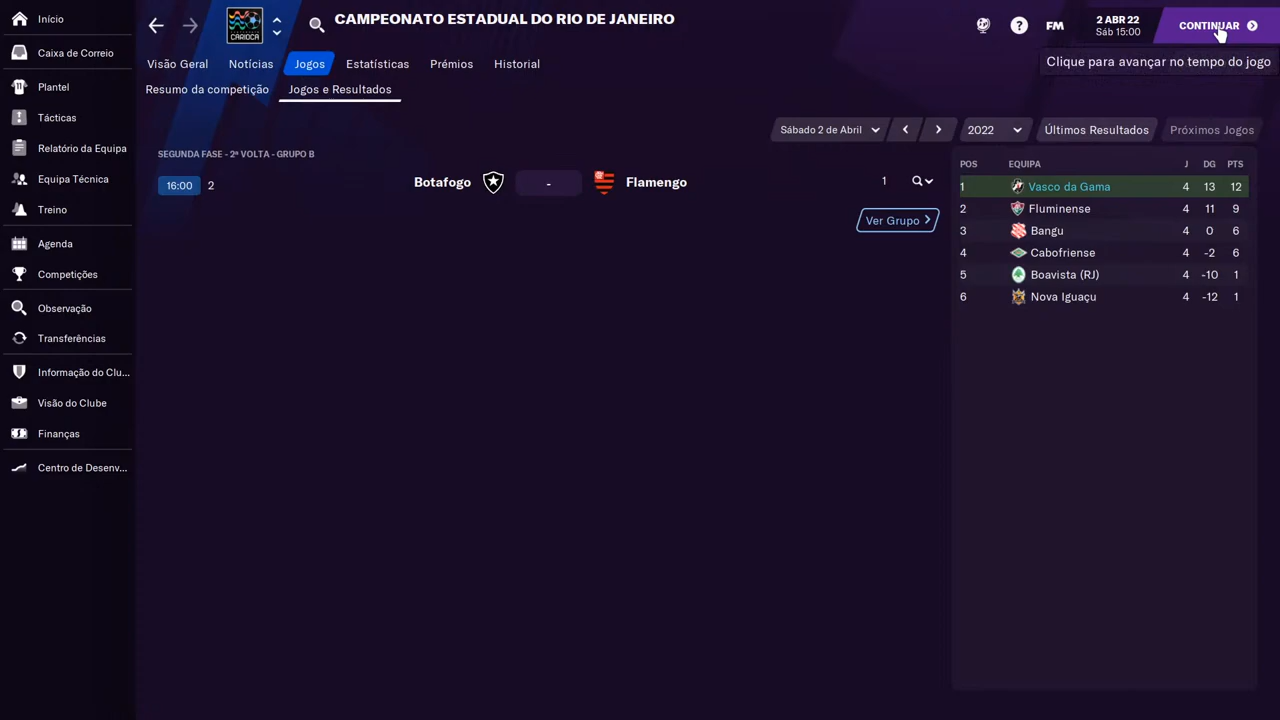 Início
CAMPEONATO ESTADUAL DO RIO DE JANEIRO
CARIOCA
? FM 2 ABR 22
Sáb 15:00
CONTINUAR
Clique para avançar no tempo do jogo
Visão Geral Notícias Jogos Estatísticas Prémios Historial
Resumo da competição Jogos e Resultados
Caixa de Correio
Plantel
Tácticas
Relatório da Equipa
Equipa Técnica
Treino
Agenda
Competições
Observação
Transferências
Informação do Clu...
Visão do Clube
Finanças
Centro de Desenv...
Sábado 2 de Abril 2022 Últimos Resultados Próximos Jogos
SEGUNDA FASE - 2ª VOLTA - GRUPO B
16:00 2 Botafogo - Flamengo 1
Ver Grupo
POS EQUIPA J DG PTS
1 Vasco da Gama 4 13 12
2 Fluminense 4 11 9
3 Bangu 4 0 6
4 Cabofriense 4 -2 6
5 Boavista (RJ) 4 -10 1
6 Nova Iguaçu 4 -12 1